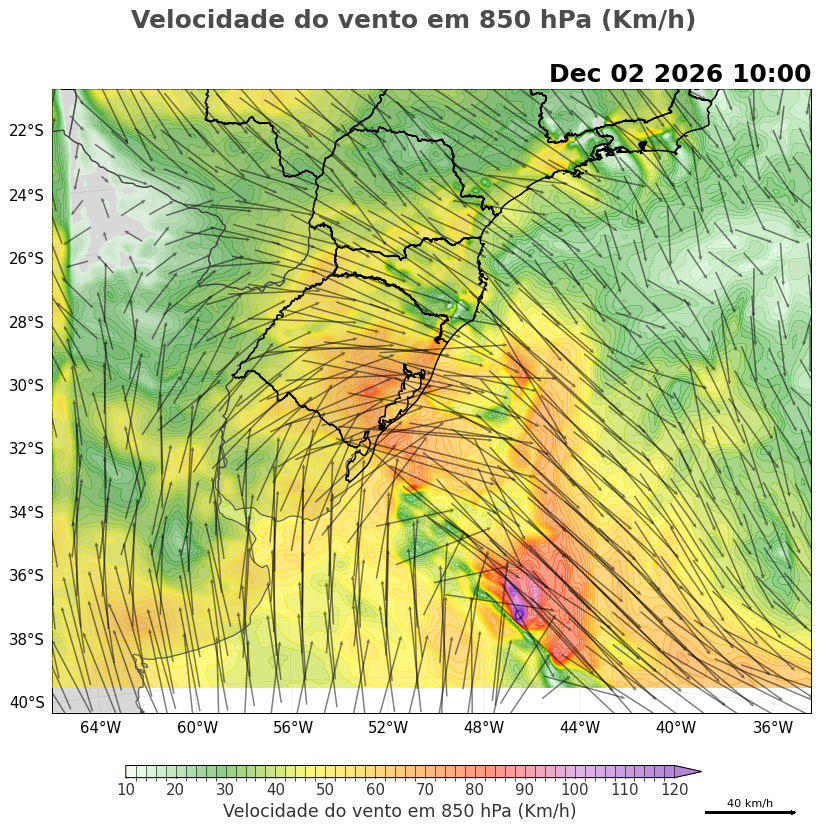 Velocidade do vento em 850 hPa (Km/h)
Dec 02 2026 10:00
22°S
24°S
26°S
28°S
30°S
32°S
34°S
36°S
38°S
40°S
64°W 60°W 56°W 52°W 48°W 44°W 40°W 36°W
10 20 30 40 50 60 70 80 90 100 110 120
Velocidade do vento em 850 hPa (Km/h)
40 km/h